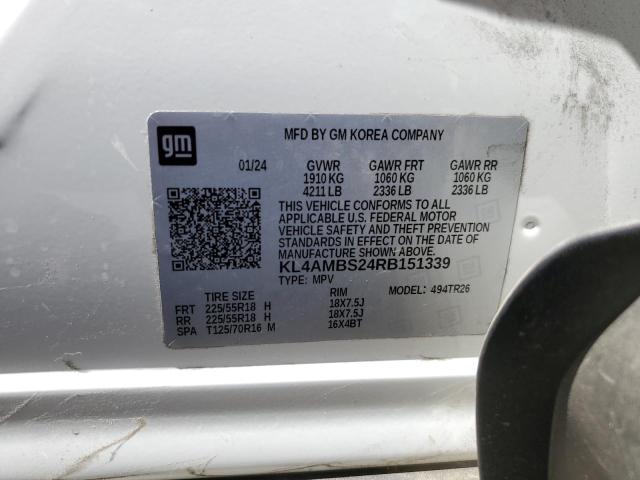 gm
MFD BY GM KOREA COMPANY
01/24 GVWR GAWR FRT GAWR RR
1910 KG 1060 KG 1060 KG
4211 LB 2336 LB 2336 LB
THIS VEHICLE CONFORMS TO ALL
APPLICABLE U.S. FEDERAL MOTOR
VEHICLE SAFETY AND THEFT PREVENTION
STANDARDS IN EFFECT ON THE DATE OF
MANUFACTURE SHOWN ABOVE.
KL4AMBS24RB151339
TYPE: MPV MODEL: 494TR26
TIRE SIZE RIM
FRT 225/55R18 H 18X7.5J
RR 225/55R18 H 18X7.5J
SPA T125/70R16 M 16X4BT